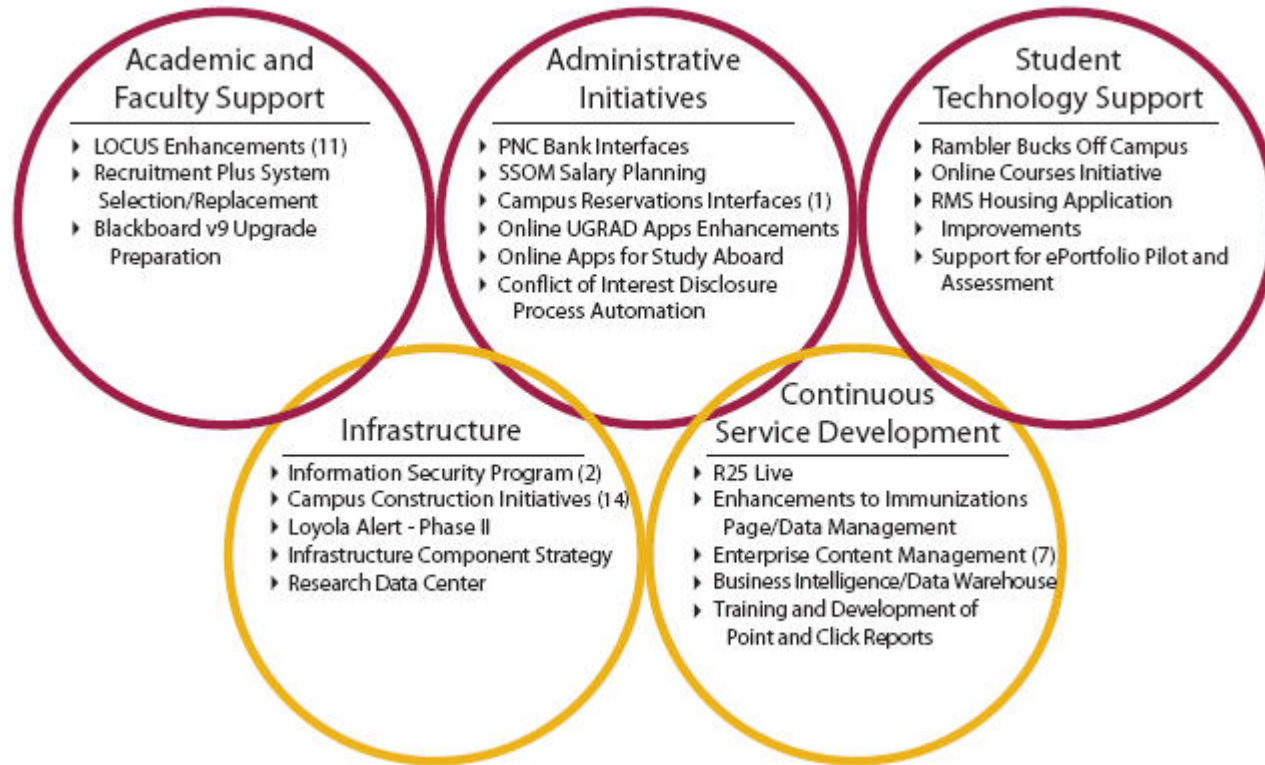 Academic and
Faculty Support
LOCUS Enhancements (11)
Recruitment Plus System
Selection/Replacement
Blackboard v9 Upgrade
Preparation
Administrative
Initiatives
PNC Bank Interfaces
SSOM Salary Planning
Campus Reservations Interfaces (1)
Online UGRAD Apps Enhancements
Online Apps for Study Aboard
Conflict of Interest Disclosure
Process Automation
Student
Technology Support
Rambler Bucks Off Campus
Online Courses Initiative
RMS Housing Application
Improvements
Support for ePortfolio Pilot and
Assessment
Infrastructure
Information Security Program (2)
Campus Construction Initiatives (14)
Loyola Alert - Phase II
Infrastructure Component Strategy
Research Data Center
Continuous
Service Development
R25 Live
Enhancements to Immunizations
Page/Data Management
Enterprise Content Management (7)
Business Intelligence/Data Warehouse
Training and Development of
Point and Click Reports